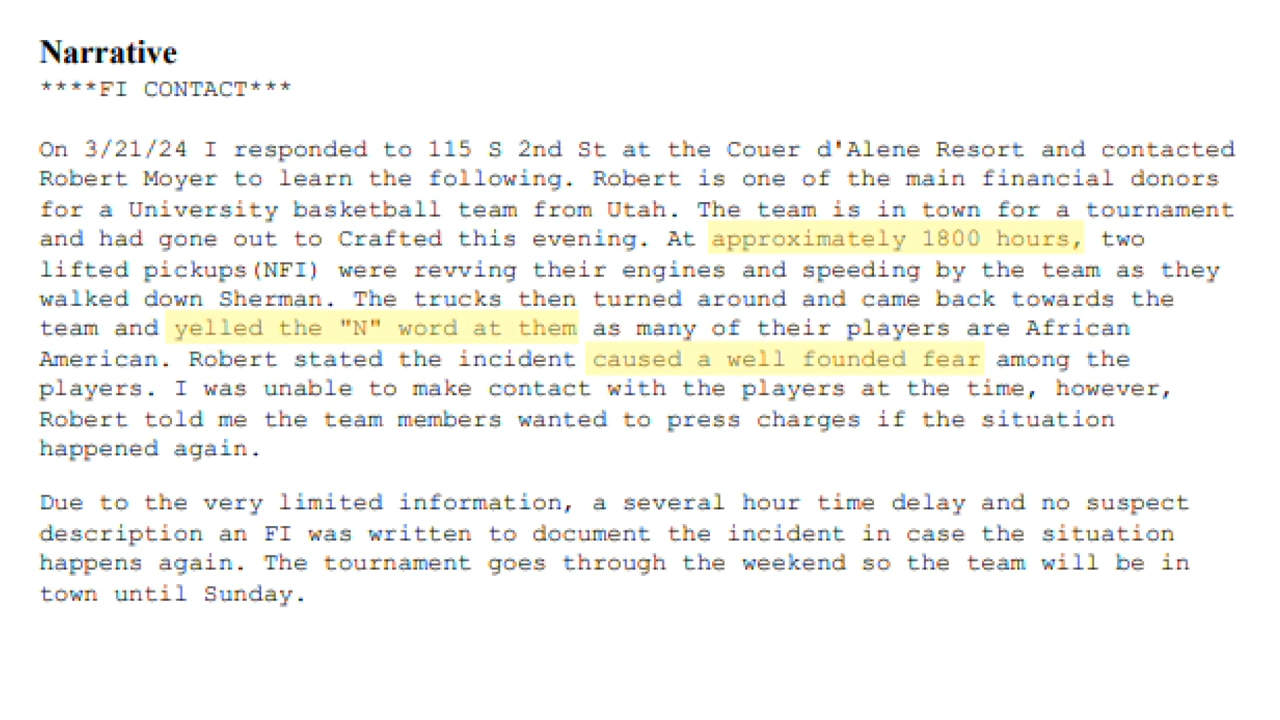 Narrative
****FI CONTACT***
On 3/21/24 I responded to 115 S 2nd St at the Couer d'Alene Resort and contacted
Robert Moyer to learn the following. Robert is one of the main financial donors
for a University basketball team from Utah. The team is in town for a tournament
and had gone out to Crafted this evening. At approximately 1800 hours, two
lifted pickups(NFI) were revving their engines and speeding by the team as they
walked down Sherman. The trucks then turned around and came back towards the
team and yelled the "N" word at them as many of their players are African
American. Robert stated the incident caused a well founded fear among the
players. I was unable to make contact with the players at the time, however,
Robert told me the team members wanted to press charges if the situation
happened again.
Due to the very limited information, a several hour time delay and no suspect
description an FI was written to document the incident in case the situation
happens again. The tournament goes through the weekend so the team will be in
town until Sunday.